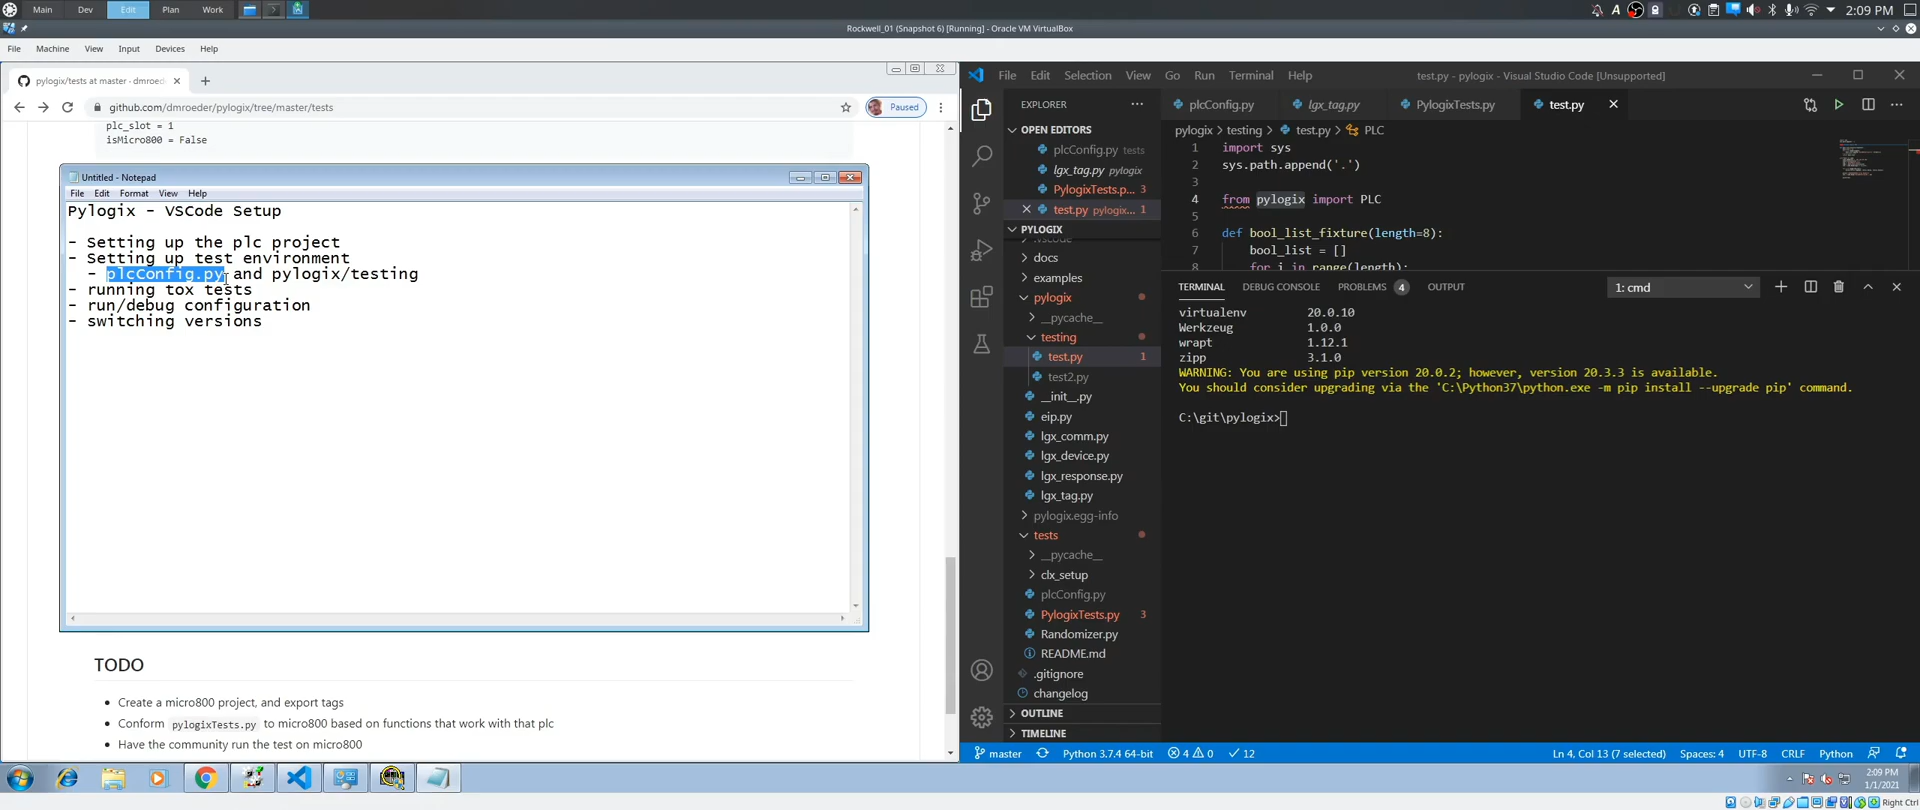 Main Dev Edit Plan Work 2:09 PM
Rockwell_01 (Snapshot 6) [Running] - Oracle VM VirtualBox
File Machine View Input Devices Help
pylogix/tests at master · dmroed
github.com/dmroeder/pylogix/tree/master/tests Paused
plc_slot = 1
isMicro800 = False
Untitled - Notepad
File Edit Format View Help
Pylogix - VSCode Setup
- Setting up the plc project
- Setting up test environment
- plcConfig.py and pylogix/testing
- running tox tests
- run/debug configuration
- switching versions
TODO
Create a micro800 project, and export tags
Conform pylogixTests.py to micro800 based on functions that work with that plc
Have the community run the test on micro800
File Edit Selection View Go Run Terminal Help test.py - pylogix - Visual Studio Code [Unsupported]
EXPLORER
OPEN EDITORS
plcConfig.py tests
lgx_tag.py pylogix
PylogixTests.p... 3
test.py pylogix... 1
PYLOGIX
.vscode
docs
examples
pylogix
__pycache__
testing
test.py 1
test2.py
__init__.py
eip.py
lgx_comm.py
lgx_device.py
lgx_response.py
lgx_tag.py
pylogix.egg-info
tests
__pycache__
clx_setup
plcConfig.py
PylogixTests.py 3
Randomizer.py
README.md
.gitignore
changelog
OUTLINE
TIMELINE
plcConfig.py lgx_tag.py PylogixTests.py test.py
pylogix > testing > test.py > PLC
1 import sys
2 sys.path.append('.')
3
4 from pylogix import PLC
5
6 def bool_list_fixture(length=8):
7 bool_list = []
8 for i in range(length):
TERMINAL DEBUG CONSOLE PROBLEMS 4 OUTPUT 1: cmd
virtualenv 20.0.10
Werkzeug 1.0.0
wrapt 1.12.1
zipp 3.1.0
WARNING: You are using pip version 20.0.2; however, version 20.3.3 is available.
You should consider upgrading via the 'C:\Python37\python.exe -m pip install --upgrade pip' command.
C:\git\pylogix>
master Python 3.7.4 64-bit 4 0 12 Ln 4, Col 13 (7 selected) Spaces: 4 UTF-8 CRLF Python
2:09 PM
1/1/2021
Right Ctrl